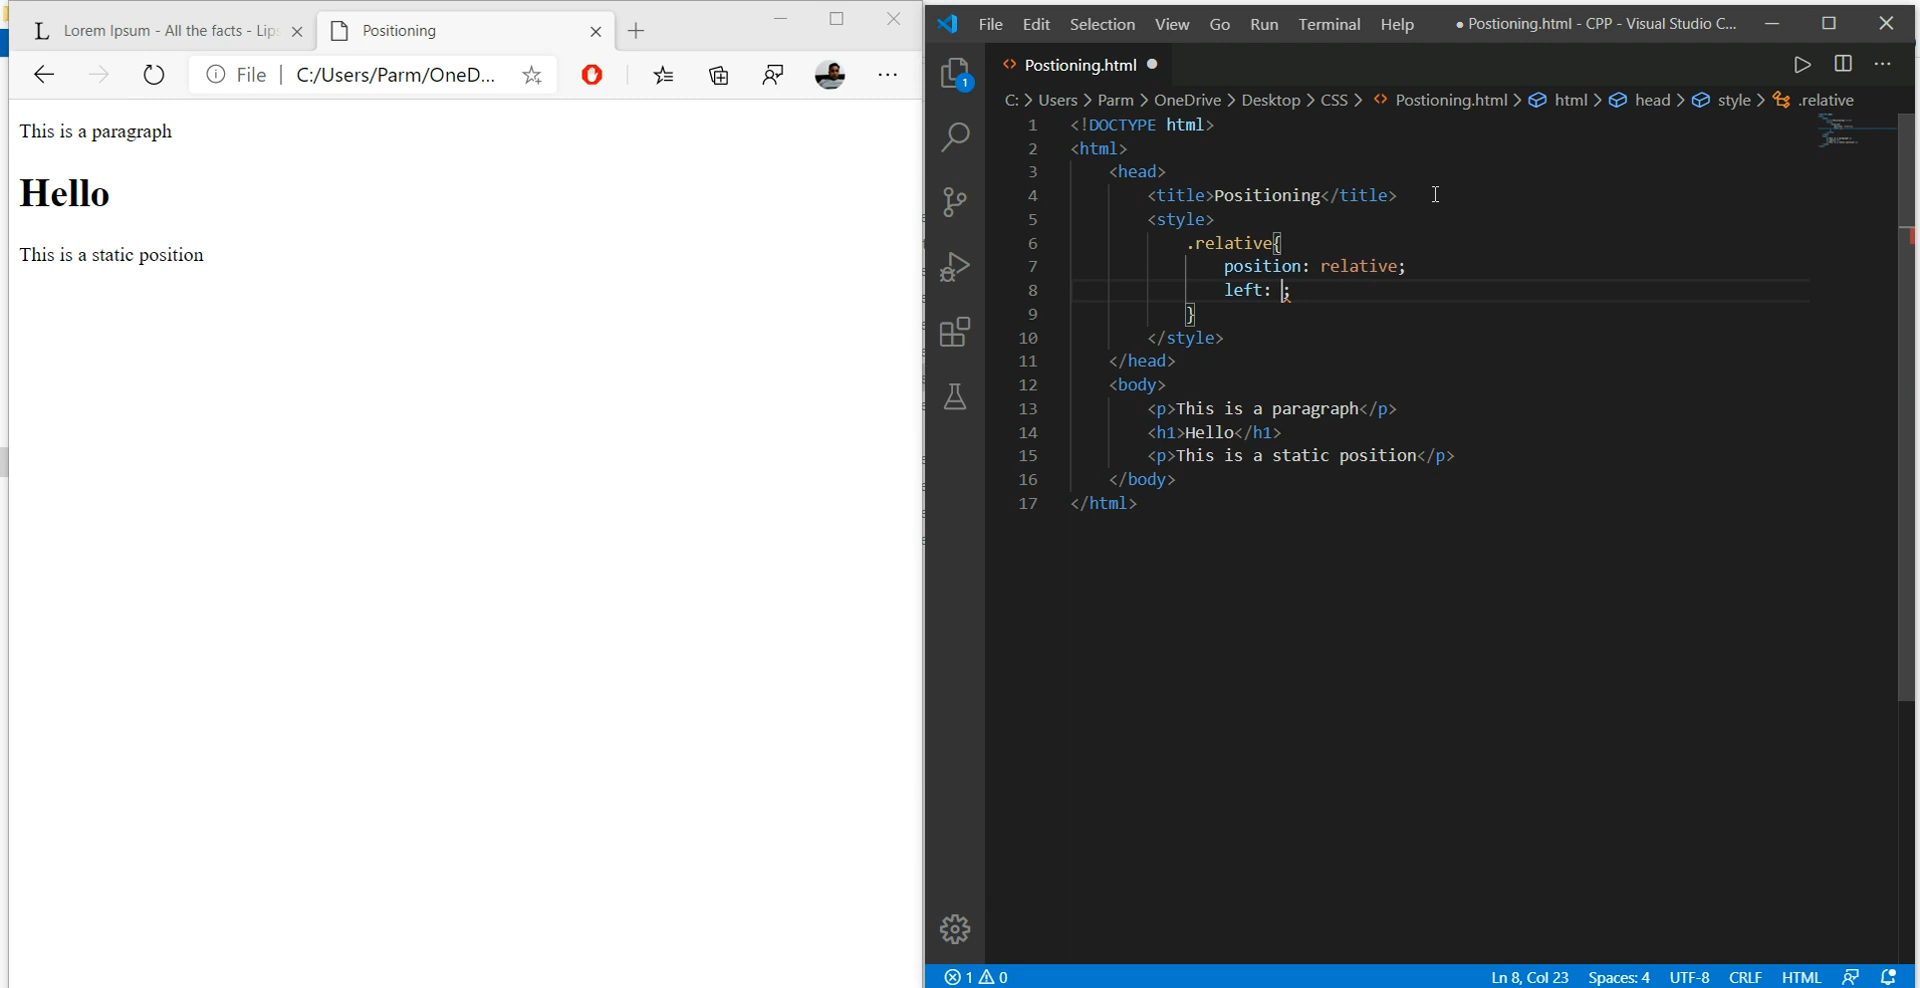 Lorem Ipsum - All the facts - Lip
Positioning
File | C:/Users/Parm/OneD...
This is a paragraph
Hello
This is a static position
File Edit Selection View Go Run Terminal Help
● Postioning.html - CPP - Visual Studio C...
1
Postioning.html ●
C: > Users > Parm > OneDrive > Desktop > CSS > Postioning.html > html > head > style > .relative
1 <!DOCTYPE html>
2 <html>
3 <head>
4 <title>Positioning</title>
5 <style>
6 .relative{
7 position: relative;
8 left: ;
9 }
10 </style>
11 </head>
12 <body>
13 <p>This is a paragraph</p>
14 <h1>Hello</h1>
15 <p>This is a static position</p>
16 </body>
17 </html>
1 0
Ln 8, Col 23 Spaces: 4 UTF-8 CRLF HTML